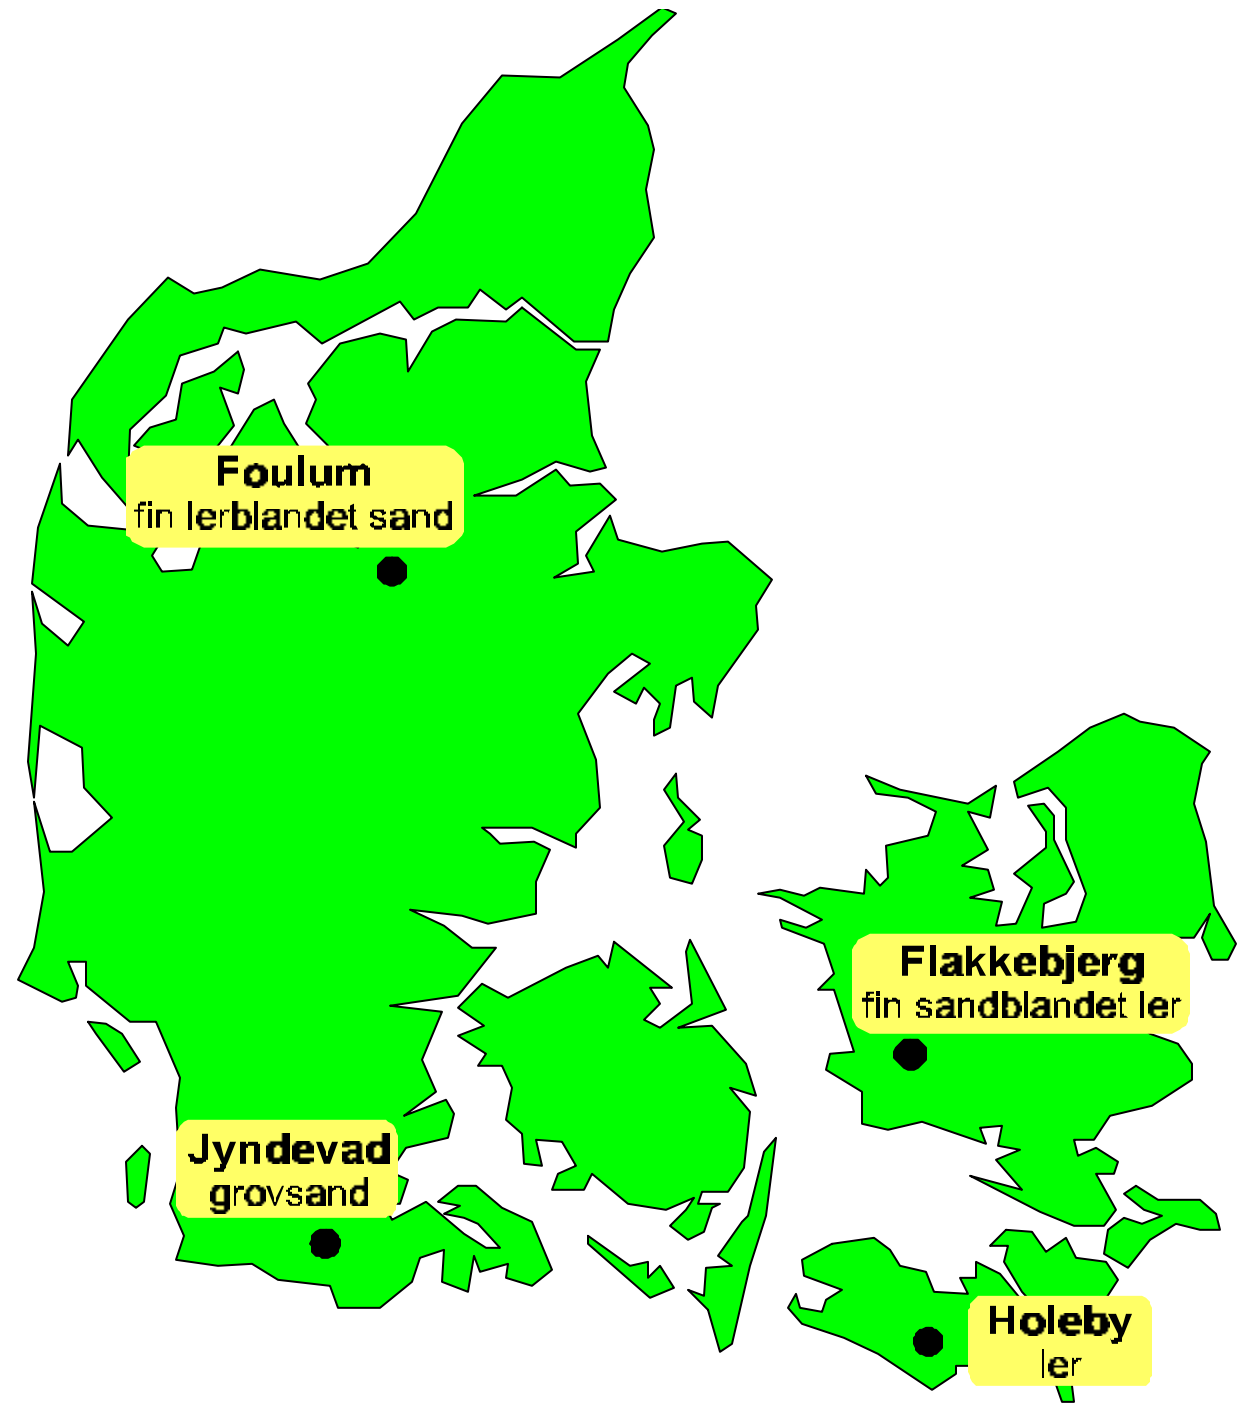 Foulum
fin lerblandet sand
Flakkebjerg
fin sandblandet ler
Jyndevad
grovsand
Holeby
ler